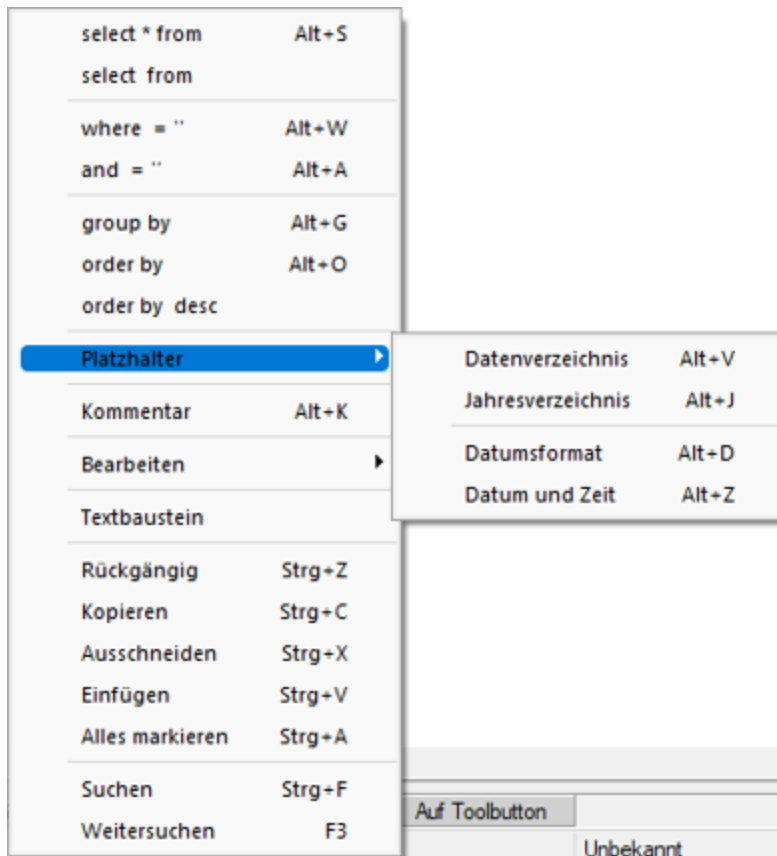 select * from Alt+S
select from
where = '' Alt+W
and = '' Alt+A
group by Alt+G
order by Alt+O
order by desc
Platzhalter
Kommentar Alt+K
Bearbeiten
Textbaustein
Rückgängig Strg+Z
Kopieren Strg+C
Ausschneiden Strg+X
Einfügen Strg+V
Alles markieren Strg+A
Suchen Strg+F
Weitersuchen F3
Datenverzeichnis Alt+V
Jahresverzeichnis Alt+J
Datumsformat Alt+D
Datum und Zeit Alt+Z
Auf Toolbutton
Unbekannt